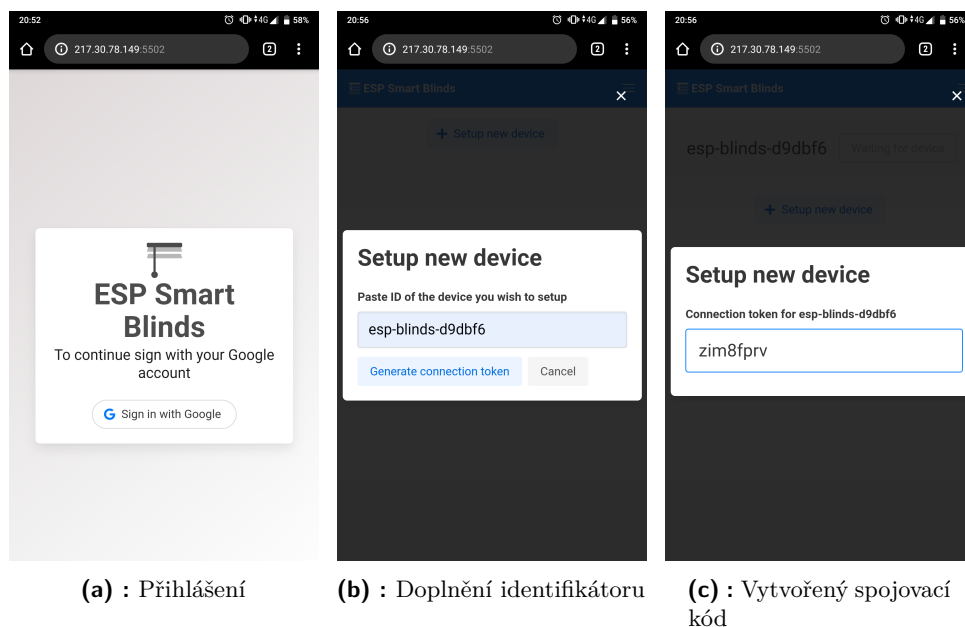 20:52
4G
58%
217.30.78.149:5502
2
ESP Smart
Blinds
To continue sign with your Google
account
Sign in with Google
(a) : Přihlášení
20:56
4G
56%
217.30.78.149:5502
2
ESP Smart Blinds
+ Setup new device
Setup new device
Paste ID of the device you wish to setup
esp-blinds-d9dbf6
Generate connection token
Cancel
(b) : Doplnění identifikátoru
20:56
4G
56%
217.30.78.149:5502
2
ESP Smart Blinds
esp-blinds-d9dbf6
Waiting for device
+ Setup new device
Setup new device
Connection token for esp-blinds-d9dbf6
zim8fprv
(c) : Vytvořený spojovací
kód